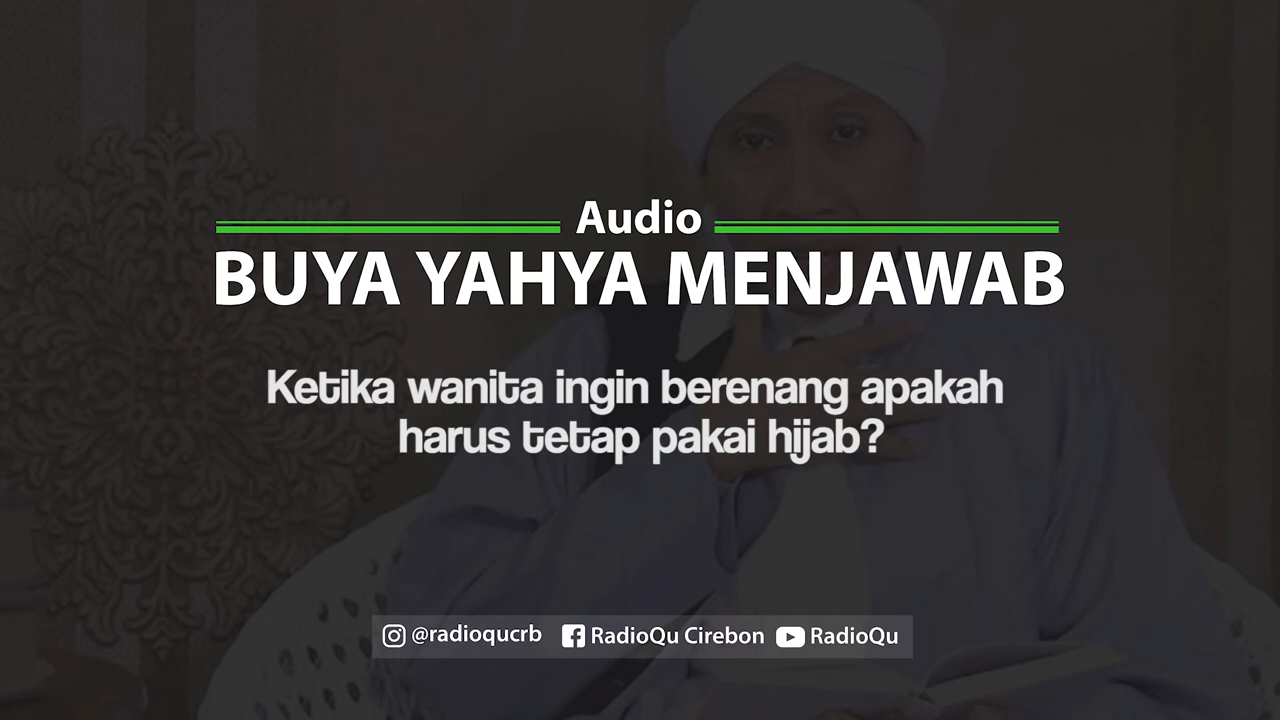 Audio
BUYA YAHYA MENJAWAB
Ketika wanita ingin berenang apakah
harus tetap pakai hijab?
@radioqucrb RadioQu Cirebon RadioQu